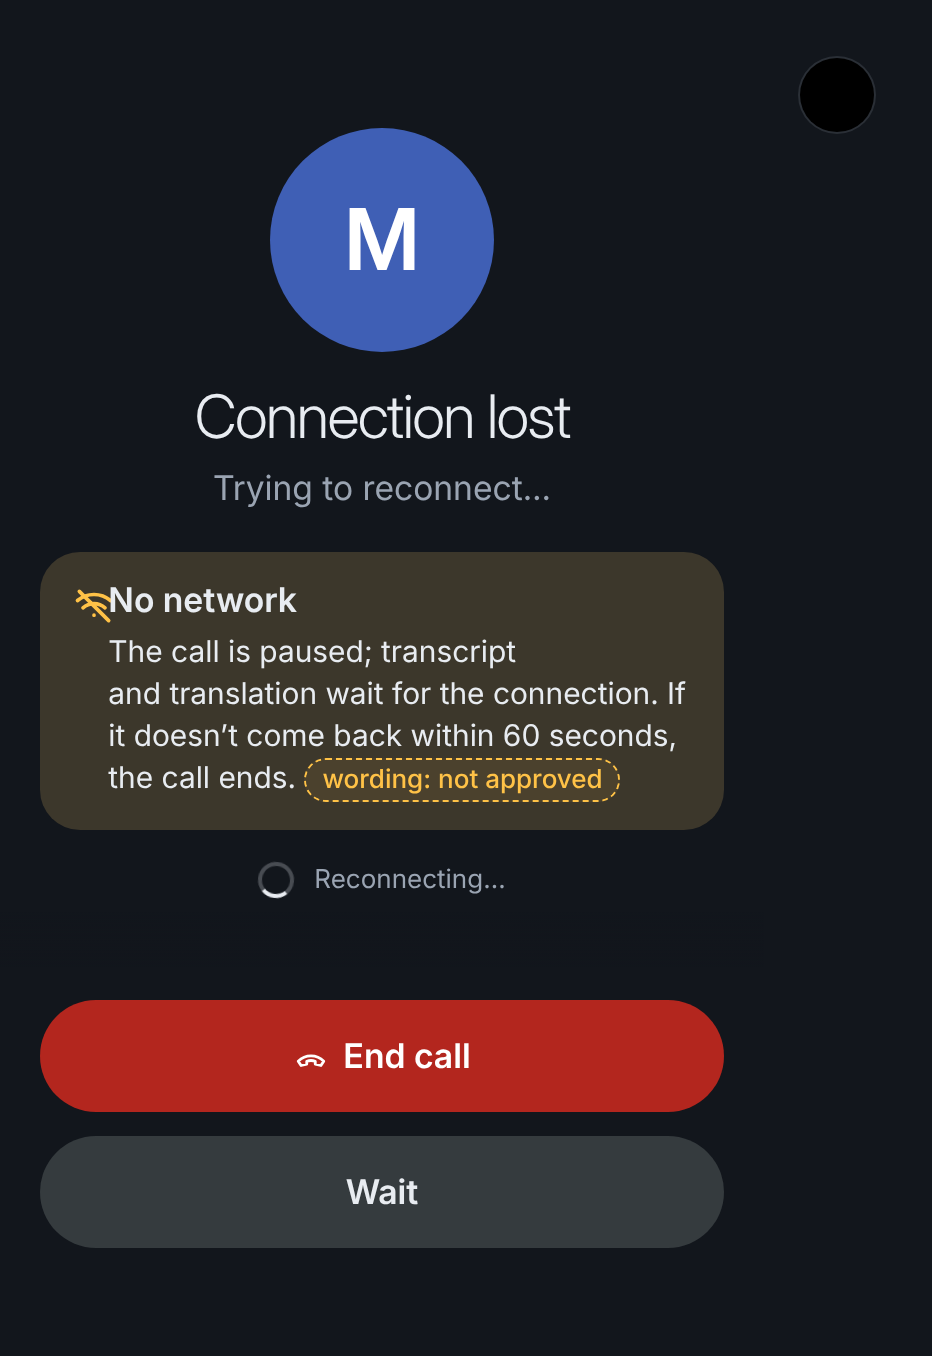 M
Connection lost
Trying to reconnect...
No network
The call is paused; transcript
and translation wait for the connection. If
it doesn’t come back within 60 seconds,
the call ends. wording: not approved
Reconnecting...
End call
Wait